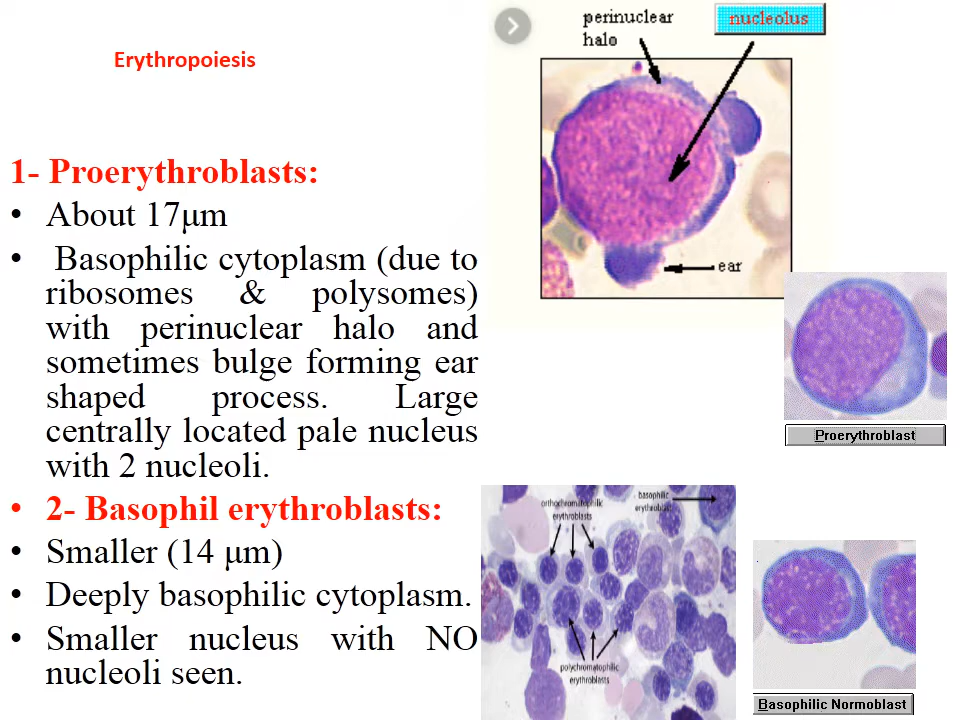 Erythropoiesis
1- Proerythroblasts:
• About 17μm
• Basophilic cytoplasm (due to
ribosomes & polysomes)
with perinuclear halo and
sometimes bulge forming ear
shaped process. Large
centrally located pale nucleus
with 2 nucleoli.
• 2- Basophil erythroblasts:
• Smaller (14 μm)
• Deeply basophilic cytoplasm.
• Smaller nucleus with NO
nucleoli seen.
perinuclear
halo
nucleolus
ear
Proerythroblast
orthochromatophilic
erythroblasts
basophilic
erythroblast
polychromatophilic
erythroblasts
Basophilic Normoblast